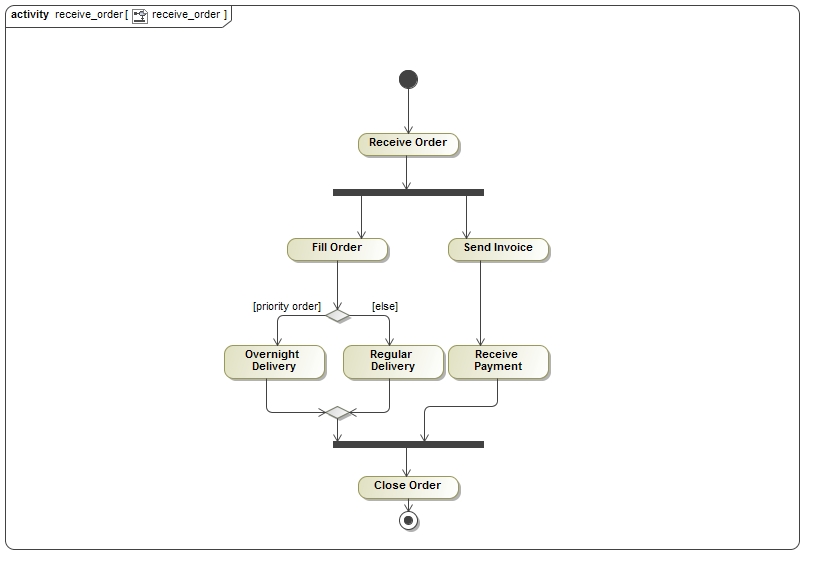 activity receive_order[ receive_order ]
Receive Order
Fill Order
Send Invoice
[priority order]
[else]
Overnight
Delivery
Regular
Delivery
Receive
Payment
Close Order